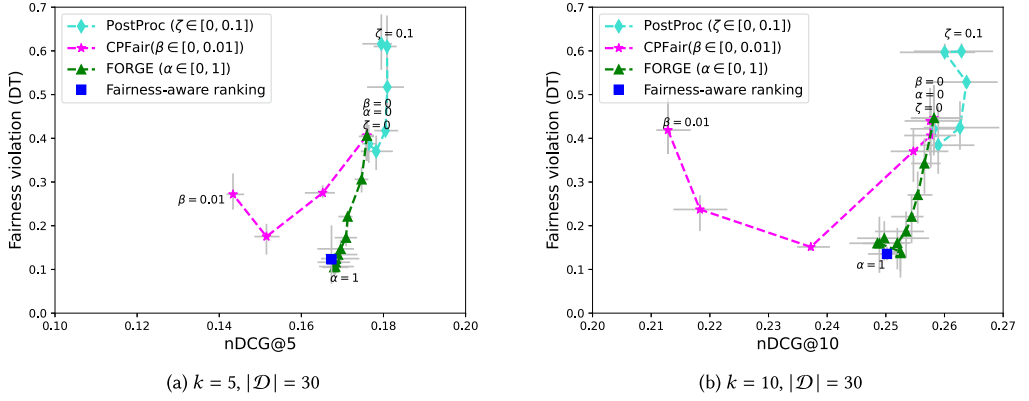 PostProc (ζ ∈ [0, 0.1])
CPFair(β ∈ [0, 0.01])
FORGE (α ∈ [0, 1])
Fairness-aware ranking
ζ = 0.1
β = 0
α = 0
ζ = 0
β = 0.01
α = 1
0.7
0.6
0.5
0.4
0.3
0.2
0.1
0.0
Fairness violation (DT)
0.10 0.12 0.14 0.16 0.18 0.20
nDCG@5
(a) k = 5, |𝒟| = 30
PostProc (ζ ∈ [0, 0.1])
CPFair(β ∈ [0, 0.01])
FORGE (α ∈ [0, 1])
Fairness-aware ranking
ζ = 0.1
β = 0
α = 0
ζ = 0
β = 0.01
α = 1
0.7
0.6
0.5
0.4
0.3
0.2
0.1
0.0
Fairness violation (DT)
0.20 0.21 0.22 0.23 0.24 0.25 0.26 0.27
nDCG@10
(b) k = 10, |𝒟| = 30